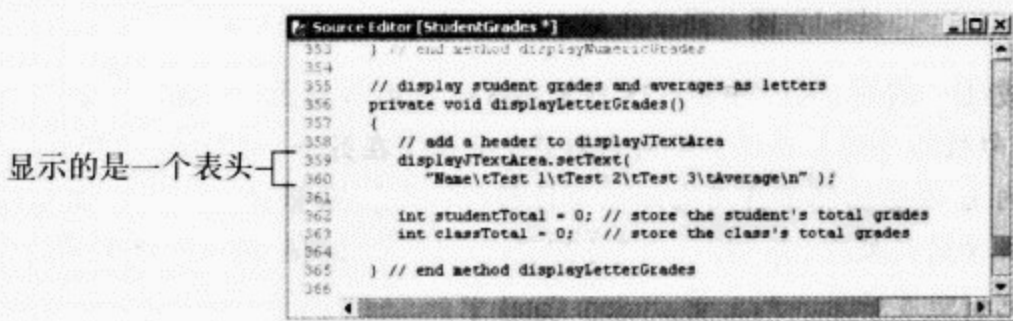 Source Editor [StudentGrades *]
353 } // end method displayNumericGrades
354
355 // display student grades and averages as letters
356 private void displayLetterGrades()
357 {
358 // add a header to displayJTextArea
显示的是一个表头
359 displayJTextArea.setText(
360 "Name\tTest 1\tTest 2\tTest 3\tAverage\n" );
361
362 int studentTotal = 0; // store the student's total grades
363 int classTotal = 0; // store the class's total grades
364
365 } // end method displayLetterGrades
366